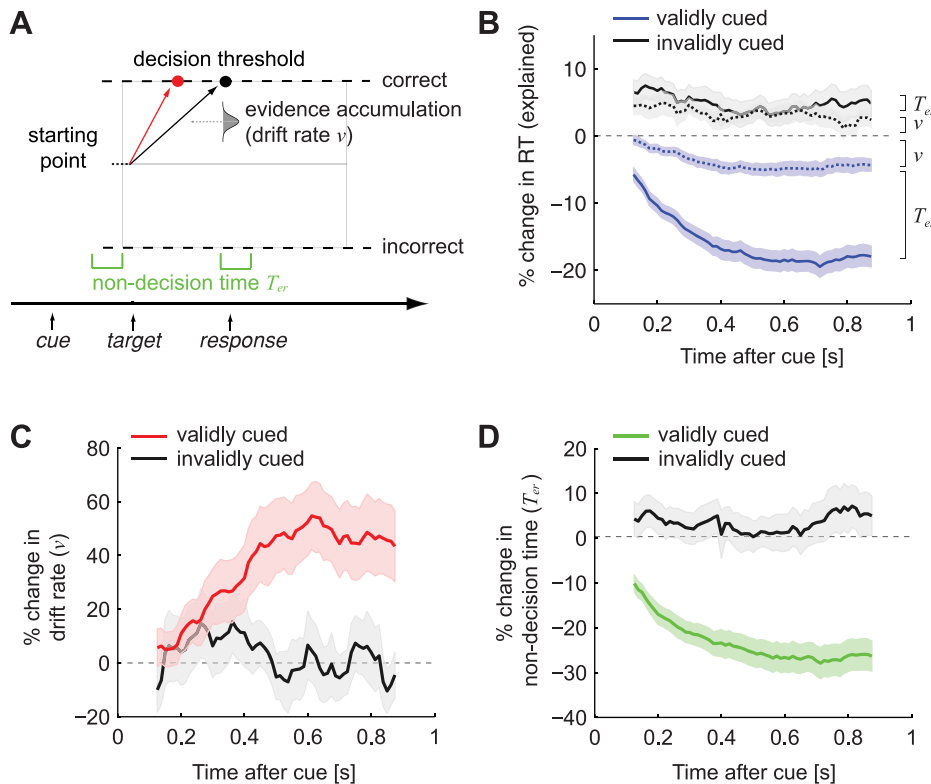 A
decision threshold
correct
evidence accumulation
(drift rate v)
starting
point
incorrect
non-decision time Ter
cue
target
response
B
validly cued
invalidly cued
% change in RT (explained)
10
0
−10
−20
Te
v
v
Te
0
0.2
0.4
0.6
0.8
1
Time after cue [s]
C
validly cued
invalidly cued
% change in
drift rate (v)
80
60
40
20
0
−20
0
0.2
0.4
0.6
0.8
1
Time after cue [s]
D
validly cued
invalidly cued
% change in
non-decision time (Ter)
20
10
0
−10
−20
−30
−40
0
0.2
0.4
0.6
0.8
1
Time after cue [s]